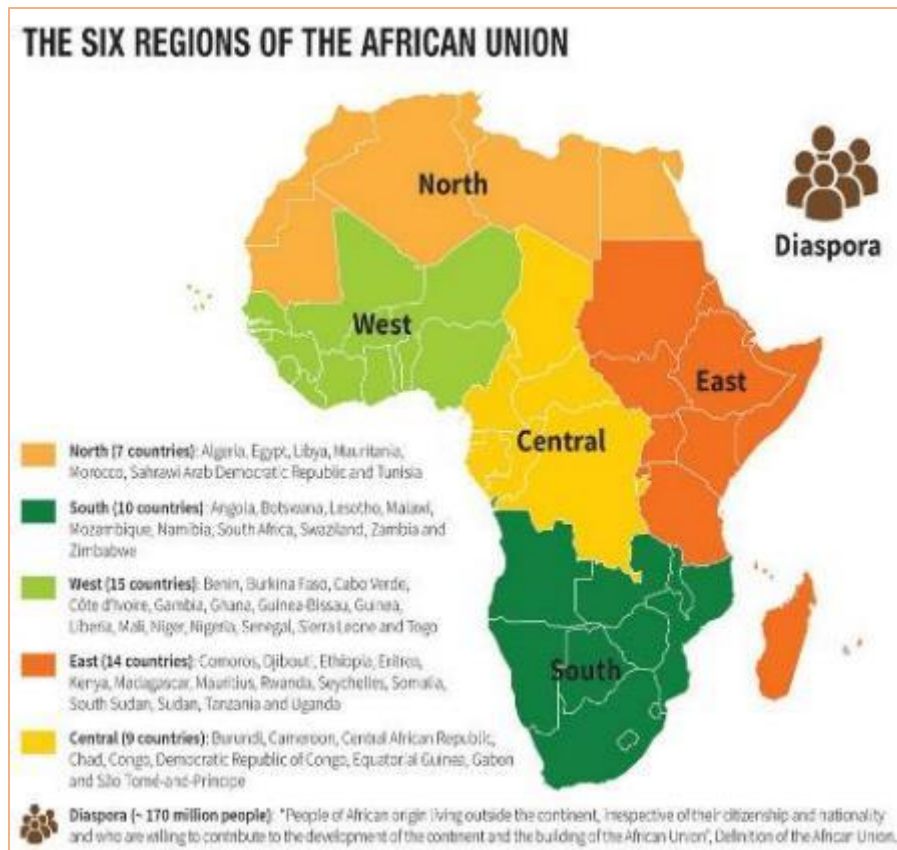 THE SIX REGIONS OF THE AFRICAN UNION
North
Diaspora
West
East
Central
South
North (7 countries): Algeria, Egypt, Libya, Mauritania,
Morocco, Sahrawi Arab Democratic Republic and Tunisia
South (10 countries): Angola, Botswana, Lesotho, Malawi,
Mozambique, Namibia, South Africa, Swaziland, Zambia and
Zimbabwe
West (15 countries): Benin, Burkina Faso, Cabo Verde,
Côte d'Ivoire, Gambia, Ghana, Guinea-Bissau, Guinea,
Liberia, Mali, Niger, Nigeria, Senegal, Sierra Leone and Togo
East (14 countries): Comoros, Djibouti, Ethiopia, Eritrea,
Kenya, Madagascar, Mauritius, Rwanda, Seychelles, Somalia,
South Sudan, Sudan, Tanzania and Uganda
Central (9 countries): Burundi, Cameroon, Central African Republic,
Chad, Congo, Democratic Republic of Congo, Equatorial Guinea, Gabon
and São Tomé-and-Principe
Diaspora (~ 170 million people): "People of African origin living outside the continent, irrespective of their citizenship and nationality
and who are willing to contribute to the development of the continent and the building of the African Union", Definition of the African Union.